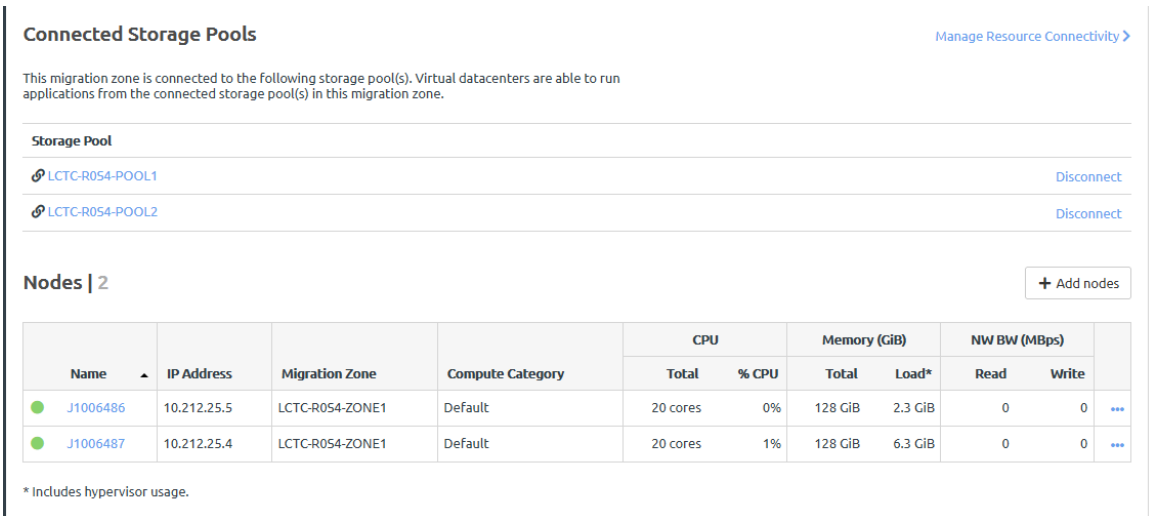 Connected Storage Pools
Manage Resource Connectivity
This migration zone is connected to the following storage pool(s). Virtual datacenters are able to run
applications from the connected storage pool(s) in this migration zone.
Storage Pool
LCTC-R054-POOL1 Disconnect
LCTC-R054-POOL2 Disconnect
Nodes | 2
+ Add nodes
CPU Memory (GiB) NW BW (MBps)
Name IP Address Migration Zone Compute Category Total % CPU Total Load* Read Write
J1006486 10.212.25.5 LCTC-R054-ZONE1 Default 20 cores 0% 128 GiB 2.3 GiB 0 0 •••
J1006487 10.212.25.4 LCTC-R054-ZONE1 Default 20 cores 1% 128 GiB 6.3 GiB 0 0 •••
* Includes hypervisor usage.